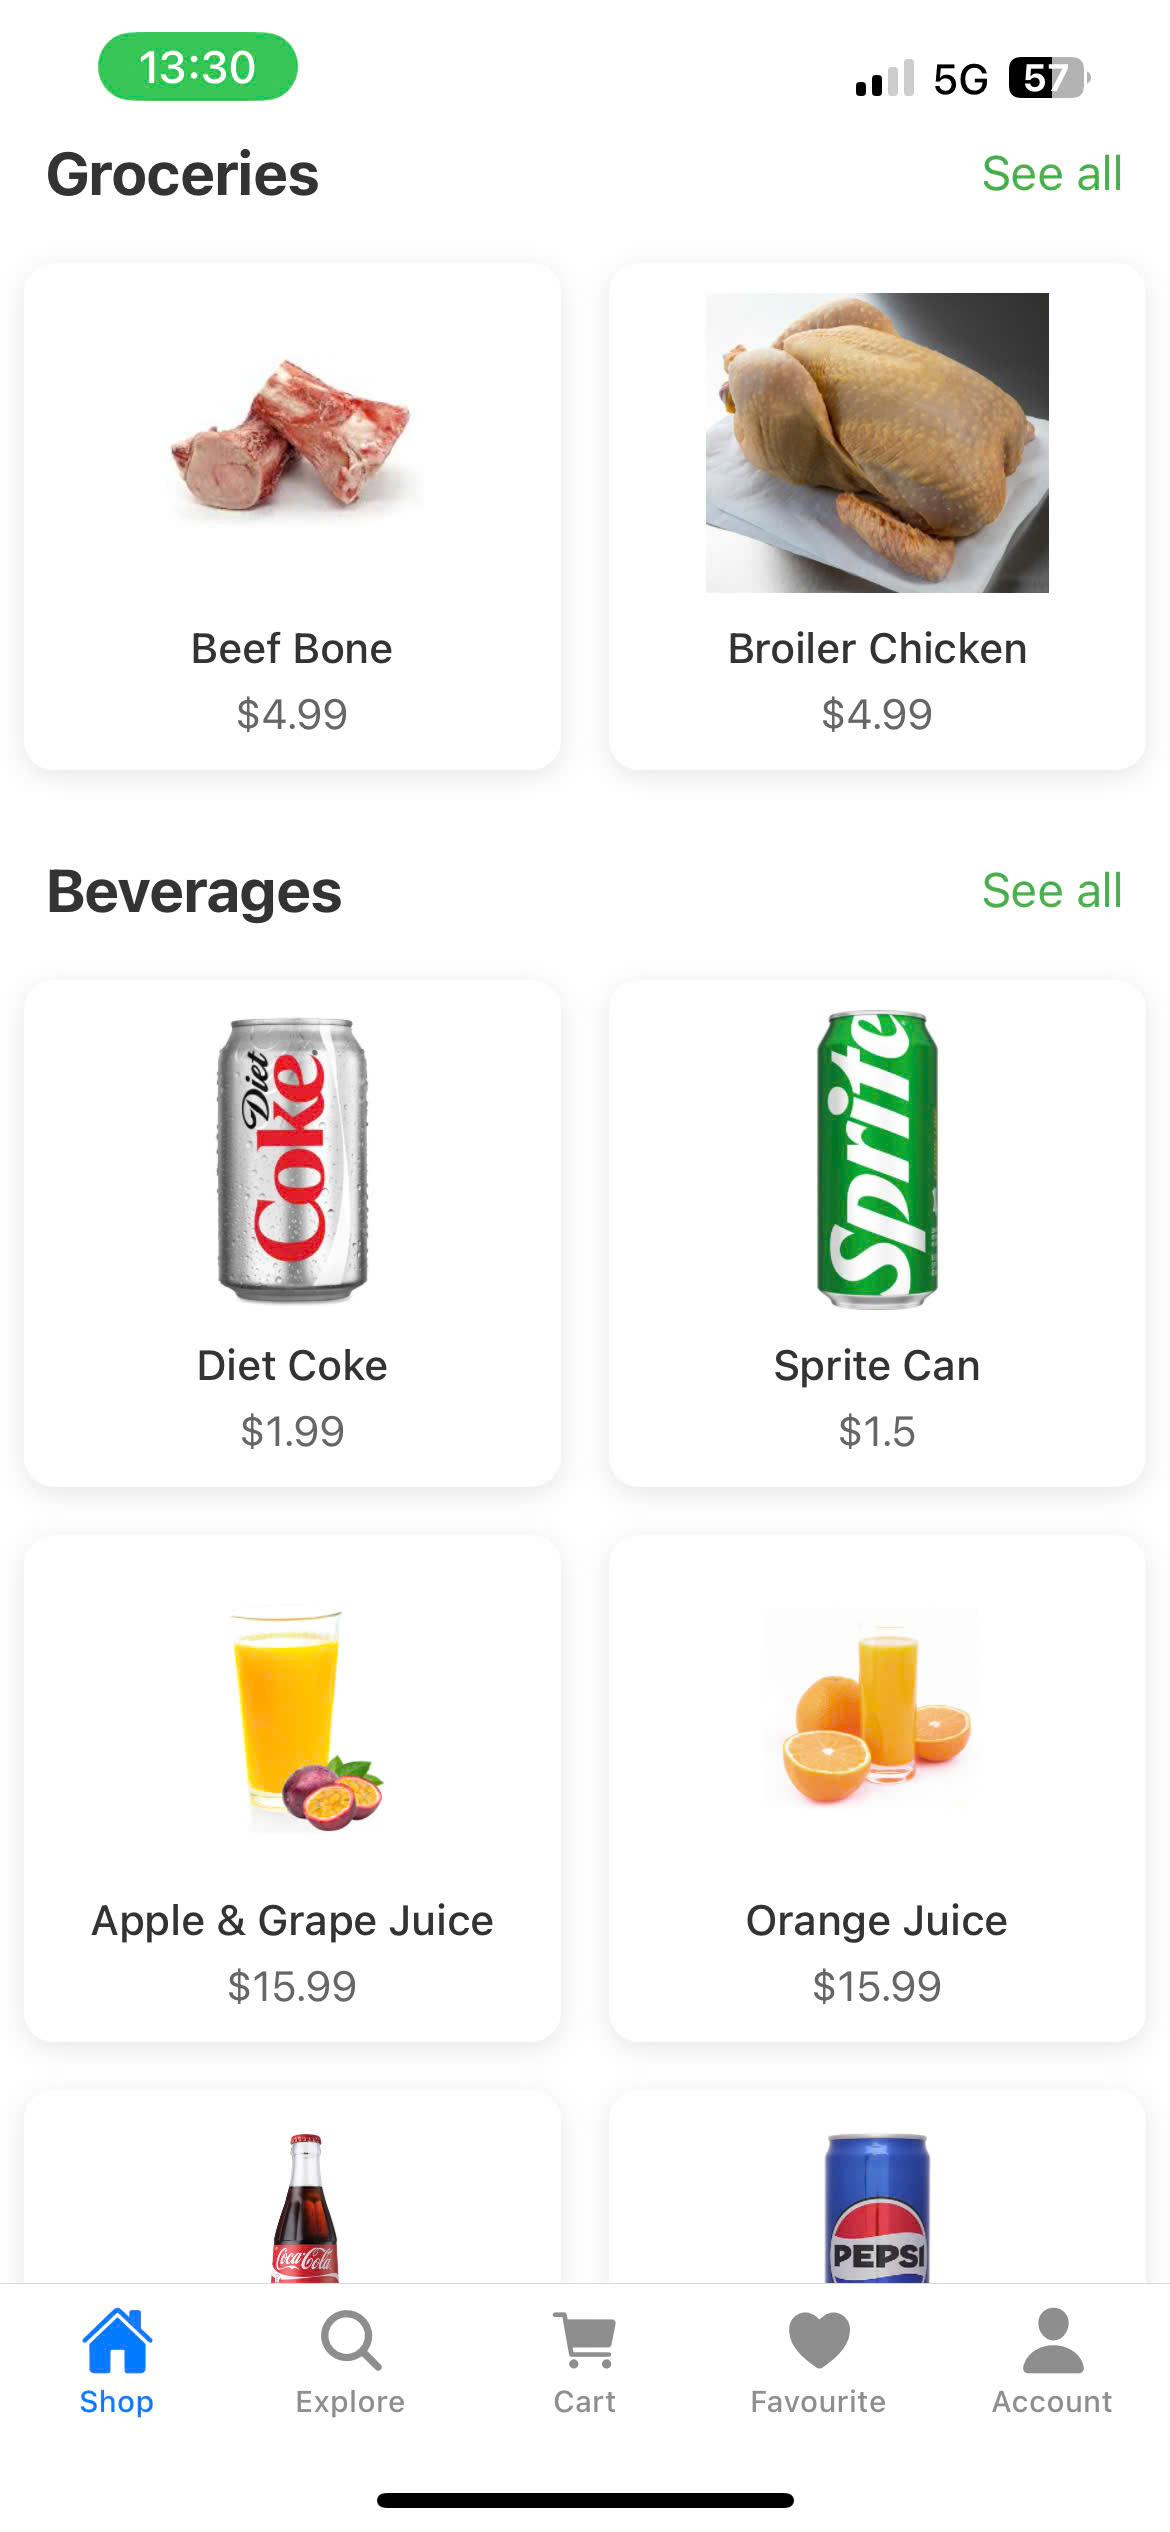 13:30
5G 57
Groceries See all
Beef Bone Broiler Chicken
$4.99 $4.99
Beverages See all
Diet Coke
Sprite
Diet Coke Sprite Can
$1.99 $1.5
Apple & Grape Juice Orange Juice
$15.99 $15.99
Coca-Cola PEPSI
Shop Explore Cart Favourite Account